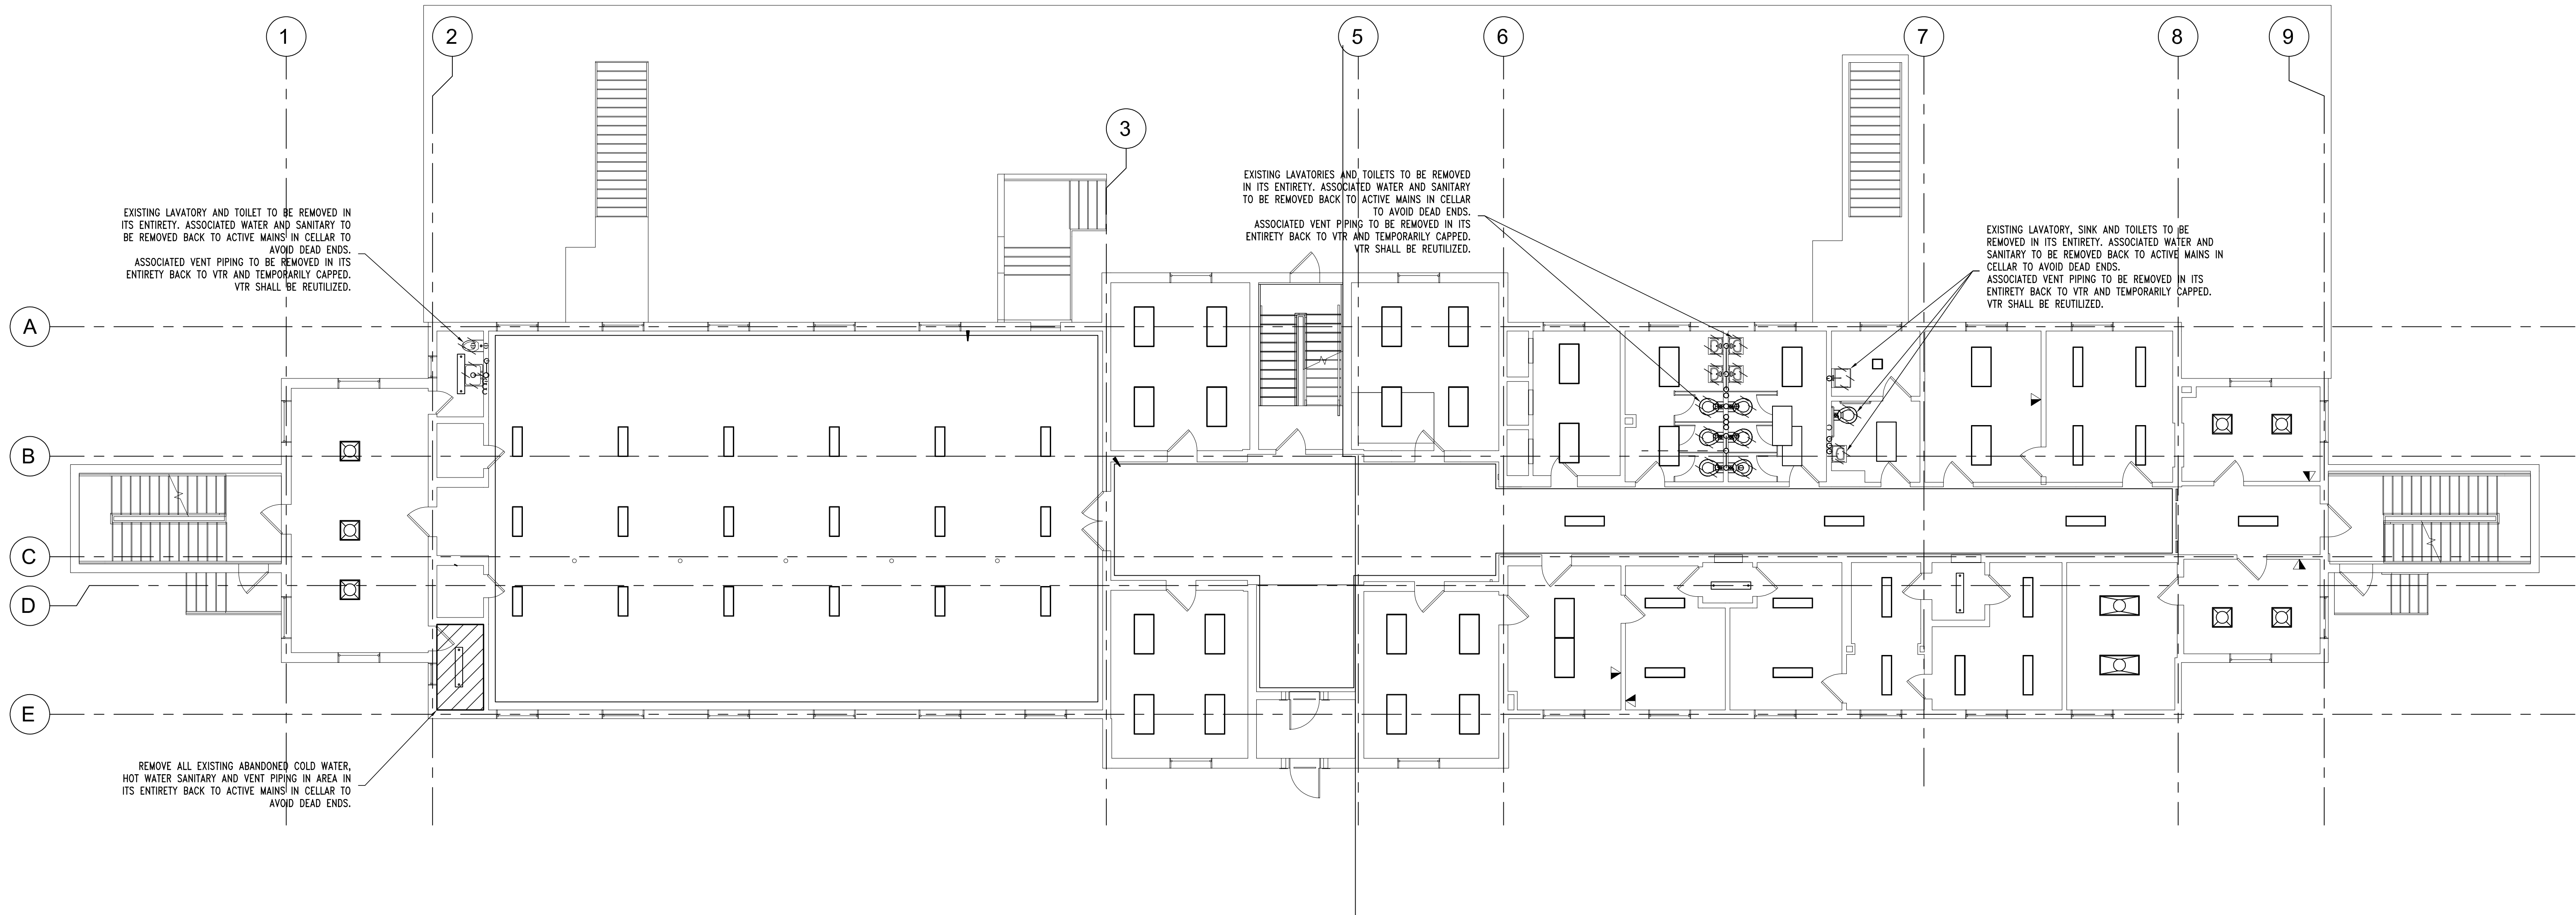 1
2
5
6
7
8
9
3
EXISTING LAVATORY AND TOILET TO BE REMOVED IN
ITS ENTIRETY. ASSOCIATED WATER AND SANITARY TO
BE REMOVED BACK TO ACTIVE MAINS IN CELLAR TO
AVOID DEAD ENDS.
ASSOCIATED VENT PIPING TO BE REMOVED IN ITS
ENTIRETY BACK TO VTR AND TEMPORARILY CAPPED.
VTR SHALL BE REUTILIZED.
EXISTING LAVATORIES AND TOILETS TO BE REMOVED
IN ITS ENTIRETY. ASSOCIATED WATER AND SANITARY
TO BE REMOVED BACK TO ACTIVE MAINS IN CELLAR
TO AVOID DEAD ENDS.
ASSOCIATED VENT PIPING TO BE REMOVED IN ITS
ENTIRETY BACK TO VTR AND TEMPORARILY CAPPED.
VTR SHALL BE REUTILIZED.
EXISTING LAVATORY, SINK AND TOILETS TO BE
REMOVED IN ITS ENTIRETY. ASSOCIATED WATER AND
SANITARY TO BE REMOVED BACK TO ACTIVE MAINS IN
CELLAR TO AVOID DEAD ENDS.
ASSOCIATED VENT PIPING TO BE REMOVED IN ITS
ENTIRETY BACK TO VTR AND TEMPORARILY CAPPED.
VTR SHALL BE REUTILIZED.
A
B
C
D
E
REMOVE ALL EXISTING ABANDONED COLD WATER,
HOT WATER SANITARY AND VENT PIPING IN AREA IN
ITS ENTIRETY BACK TO ACTIVE MAINS IN CELLAR TO
AVOID DEAD ENDS.